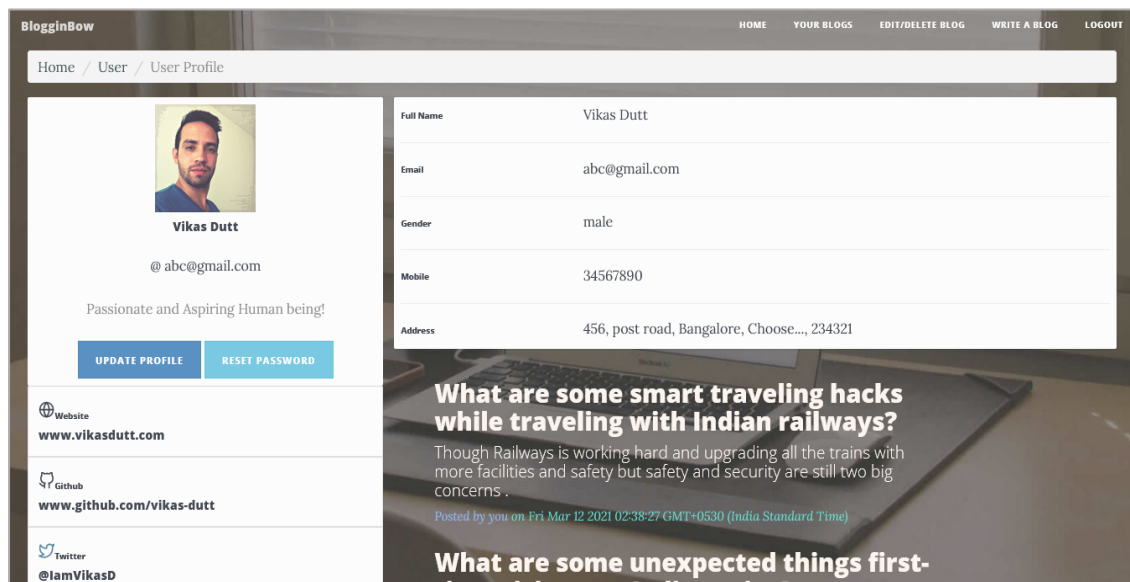 BlogginBow
HOME YOUR BLOGS EDIT/DELETE BLOG WRITE A BLOG LOGOUT
Home / User / User Profile
Vikas Dutt
@ abc@gmail.com
Passionate and Aspiring Human being!
UPDATE PROFILE RESET PASSWORD
Website
www.vikasdutt.com
Github
www.github.com/vikas-dutt
Twitter
@IamVikasD
Full Name Vikas Dutt
Email abc@gmail.com
Gender male
Mobile 34567890
Address 456, post road, Bangalore, Choose..., 234321
What are some smart traveling hacks
while traveling with Indian railways?
Though Railways is working hard and upgrading all the trains with
more facilities and safety but safety and security are still two big
concerns .
Posted by you on Fri Mar 12 2021 02:38:27 GMT+0530 (India Standard Time)
What are some unexpected things first-